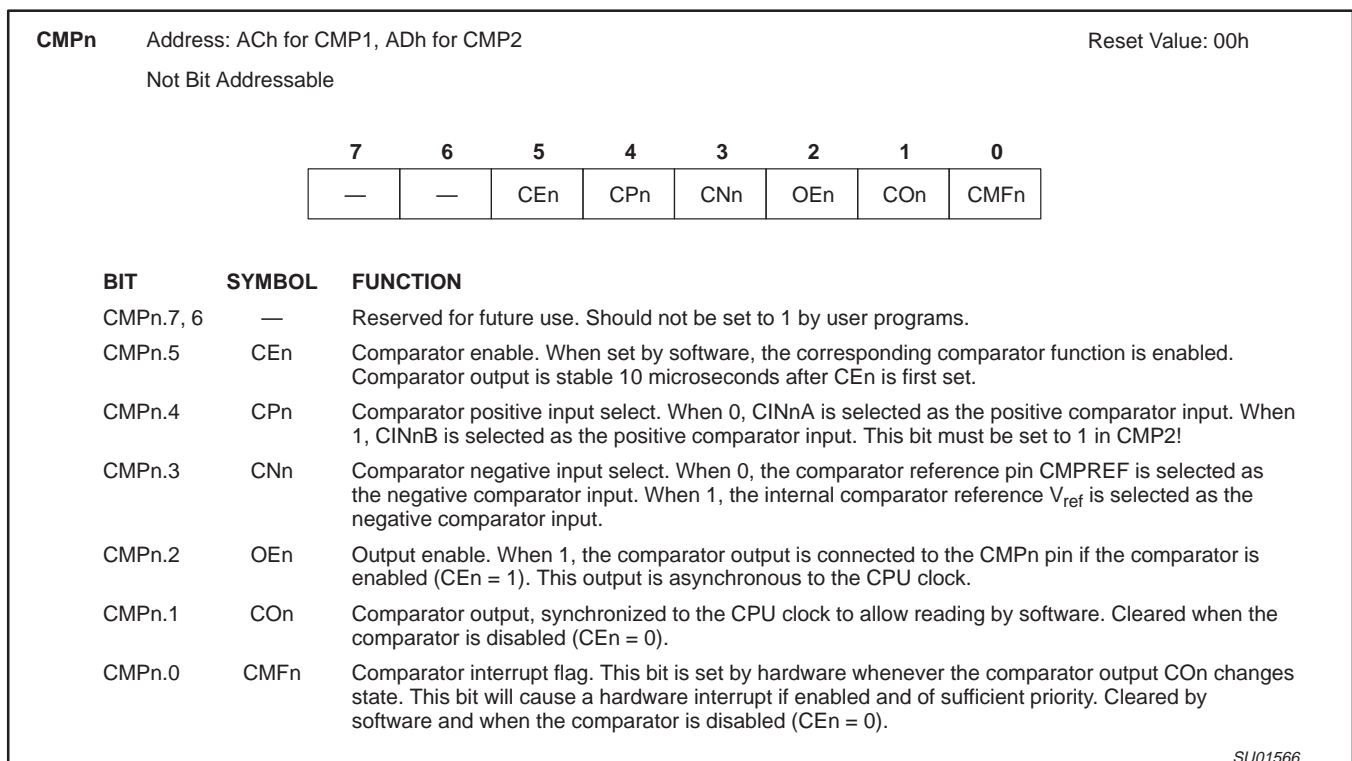 CMPn Address: ACh for CMP1, ADh for CMP2 Reset Value: 00h
Not Bit Addressable
7 6 5 4 3 2 1 0
— — CEn CPn CNn OEn COn CMFn
BIT SYMBOL FUNCTION
CMPn.7, 6 — Reserved for future use. Should not be set to 1 by user programs.
CMPn.5 CEn Comparator enable. When set by software, the corresponding comparator function is enabled.
Comparator output is stable 10 microseconds after CEn is first set.
CMPn.4 CPn Comparator positive input select. When 0, CINnA is selected as the positive comparator input. When
1, CINnB is selected as the positive comparator input. This bit must be set to 1 in CMP2!
CMPn.3 CNn Comparator negative input select. When 0, the comparator reference pin CMPREF is selected as
the negative comparator input. When 1, the internal comparator reference Vref is selected as the
negative comparator input.
CMPn.2 OEn Output enable. When 1, the comparator output is connected to the CMPn pin if the comparator is
enabled (CEn = 1). This output is asynchronous to the CPU clock.
CMPn.1 COn Comparator output, synchronized to the CPU clock to allow reading by software. Cleared when the
comparator is disabled (CEn = 0).
CMPn.0 CMFn Comparator interrupt flag. This bit is set by hardware whenever the comparator output COn changes
state. This bit will cause a hardware interrupt if enabled and of sufficient priority. Cleared by
software and when the comparator is disabled (CEn = 0).
SU01566